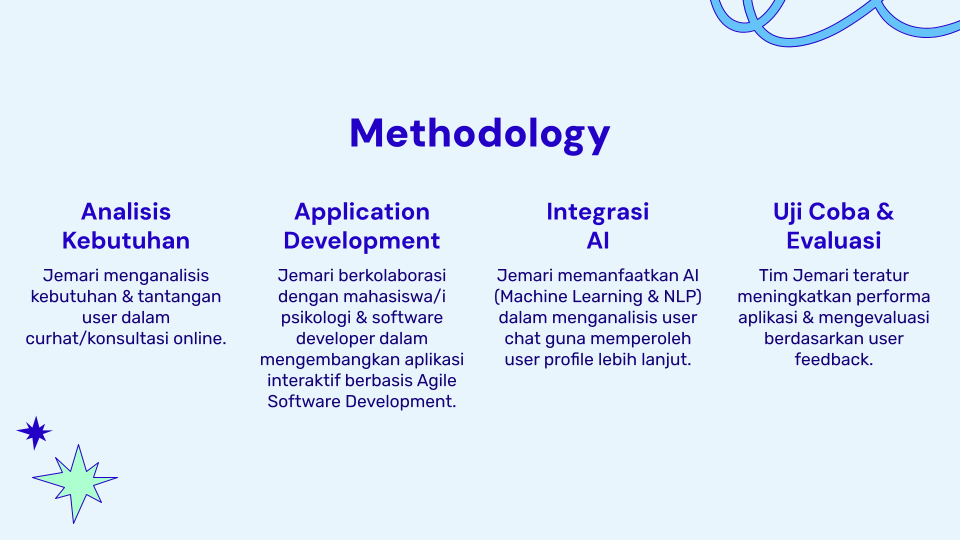 Methodology
Analisis
Kebutuhan
Jemari menganalisis
kebutuhan & tantangan
user dalam
curhat/konsultasi online.
Application
Development
Jemari berkolaborasi
dengan mahasiswa/i
psikologi & software
developer dalam
mengembangkan aplikasi
interaktif berbasis Agile
Software Development.
Integrasi
AI
Jemari memanfaatkan AI
(Machine Learning & NLP)
dalam menganalisis user
chat guna memperoleh
user profile lebih lanjut.
Uji Coba &
Evaluasi
Tim Jemari teratur
meningkatkan performa
aplikasi & mengevaluasi
berdasarkan user
feedback.